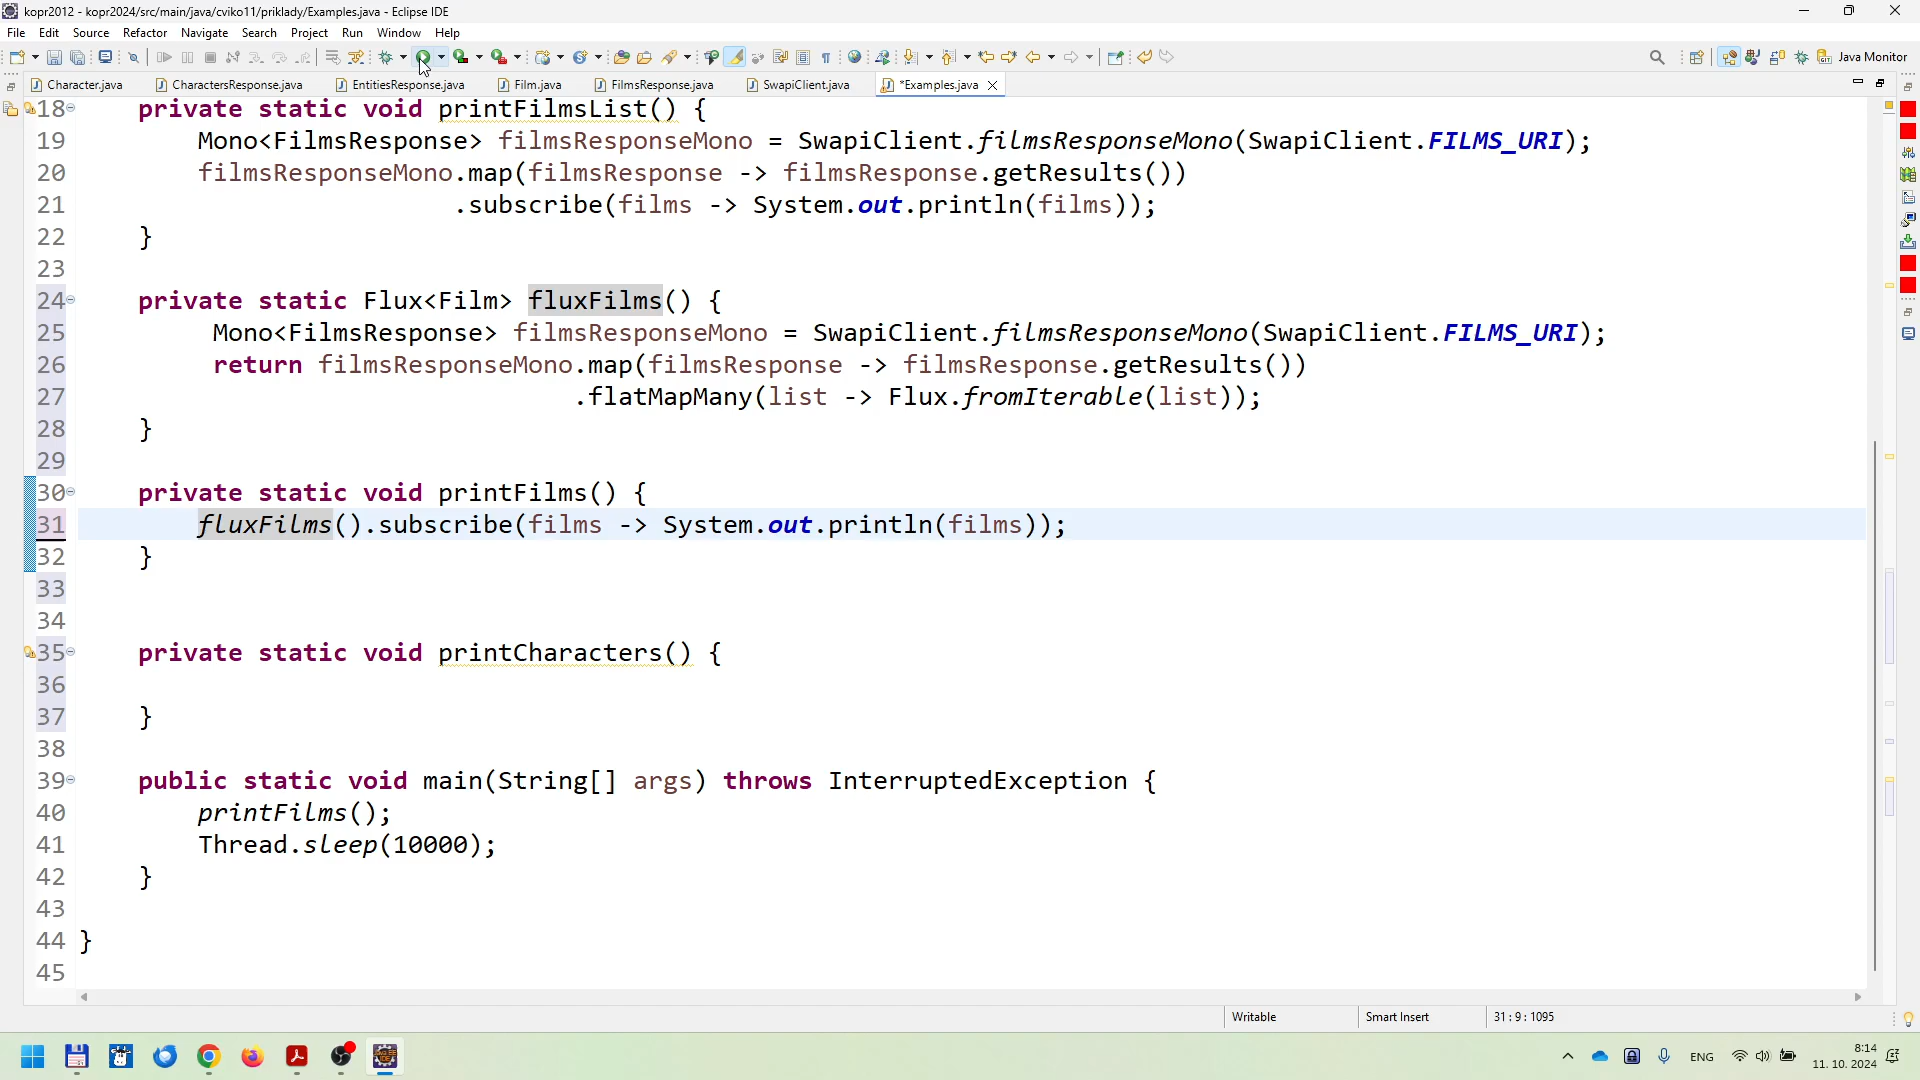 kopr2012 - kopr2024/src/main/java/cviko11/priklady/Examples.java - Eclipse IDE
File Edit Source Refactor Navigate Search Project Run Window Help
Java Monitor
Character.java CharactersResponse.java EntitiesResponse.java Film.java FilmsResponse.java SwapiClient.java *Examples.java
18 private static void printFilmsList() {
19 Mono<FilmsResponse> filmsResponseMono = SwapiClient.filmsResponseMono(SwapiClient.FILMS_URI);
20 filmsResponseMono.map(filmsResponse -> filmsResponse.getResults())
21 .subscribe(films -> System.out.println(films));
22 }
23
24 private static Flux<Film> fluxFilms() {
25 Mono<FilmsResponse> filmsResponseMono = SwapiClient.filmsResponseMono(SwapiClient.FILMS_URI);
26 return filmsResponseMono.map(filmsResponse -> filmsResponse.getResults())
27 .flatMapMany(list -> Flux.fromIterable(list));
28 }
29
30 private static void printFilms() {
31 fluxFilms().subscribe(films -> System.out.println(films));
32 }
33
34
35 private static void printCharacters() {
36
37 }
38
39 public static void main(String[] args) throws InterruptedException {
40 printFilms();
41 Thread.sleep(10000);
42 }
43
44 }
45
Writable Smart Insert 31 : 9 : 1095
ENG 8:14
11. 10. 2024